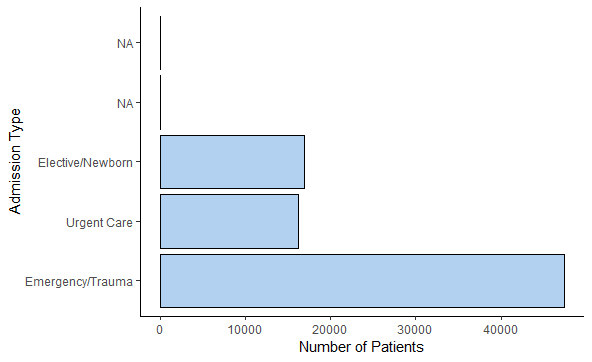 NA
NA
Elective/Newborn
Urgent Care
Emergency/Trauma
Admission Type
0 10000 20000 30000 40000
Number of Patients